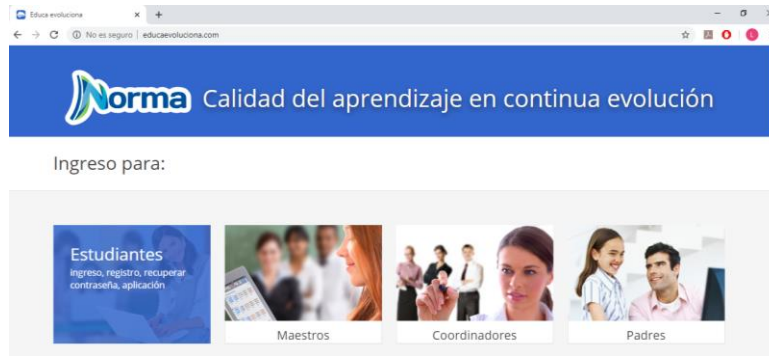 Educa evoluciona
No es seguro | educaevoluciona.com
Norma Calidad del aprendizaje en continua evolución
Ingreso para:
Estudiantes
ingreso, registro, recuperar
contraseña, aplicación
Maestros
Coordinadores
Padres